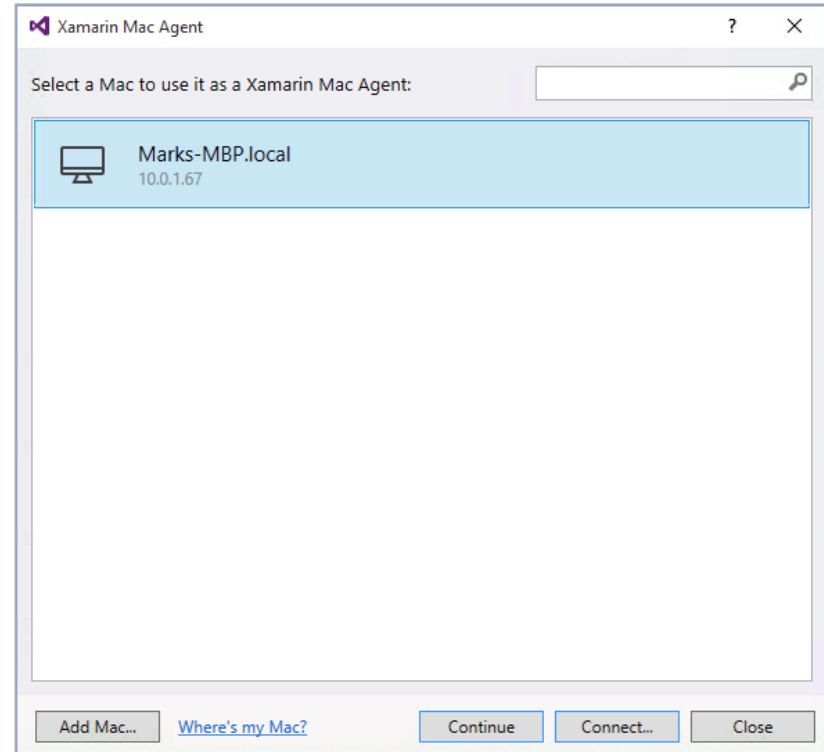 Xamarin Mac Agent ?
Select a Mac to use it as a Xamarin Mac Agent:
Marks-MBP.local
10.0.1.67
Add Mac... Where's my Mac? Continue Connect... Close